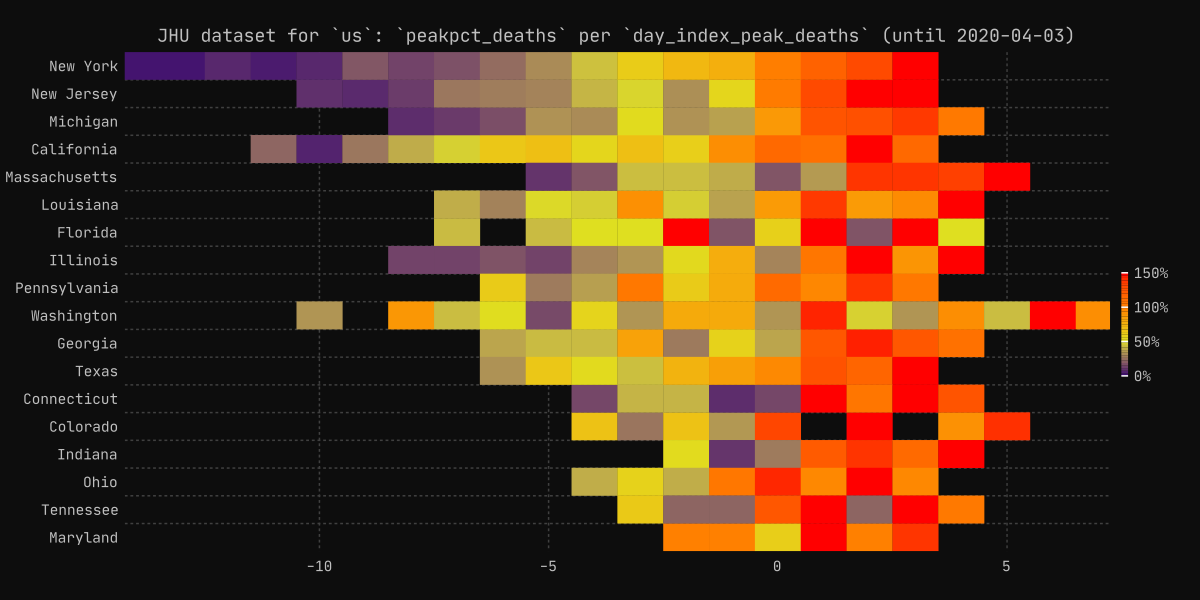 JHU dataset for `us`: `peakpct_deaths` per `day_index_peak_deaths` (until 2020-04-03)
New York
New Jersey
Michigan
California
Massachusetts
Louisiana
Florida
Illinois
Pennsylvania
Washington
Georgia
Texas
Connecticut
Colorado
Indiana
Ohio
Tennessee
Maryland
150%
100%
50%
0%
−10
−5
0
5